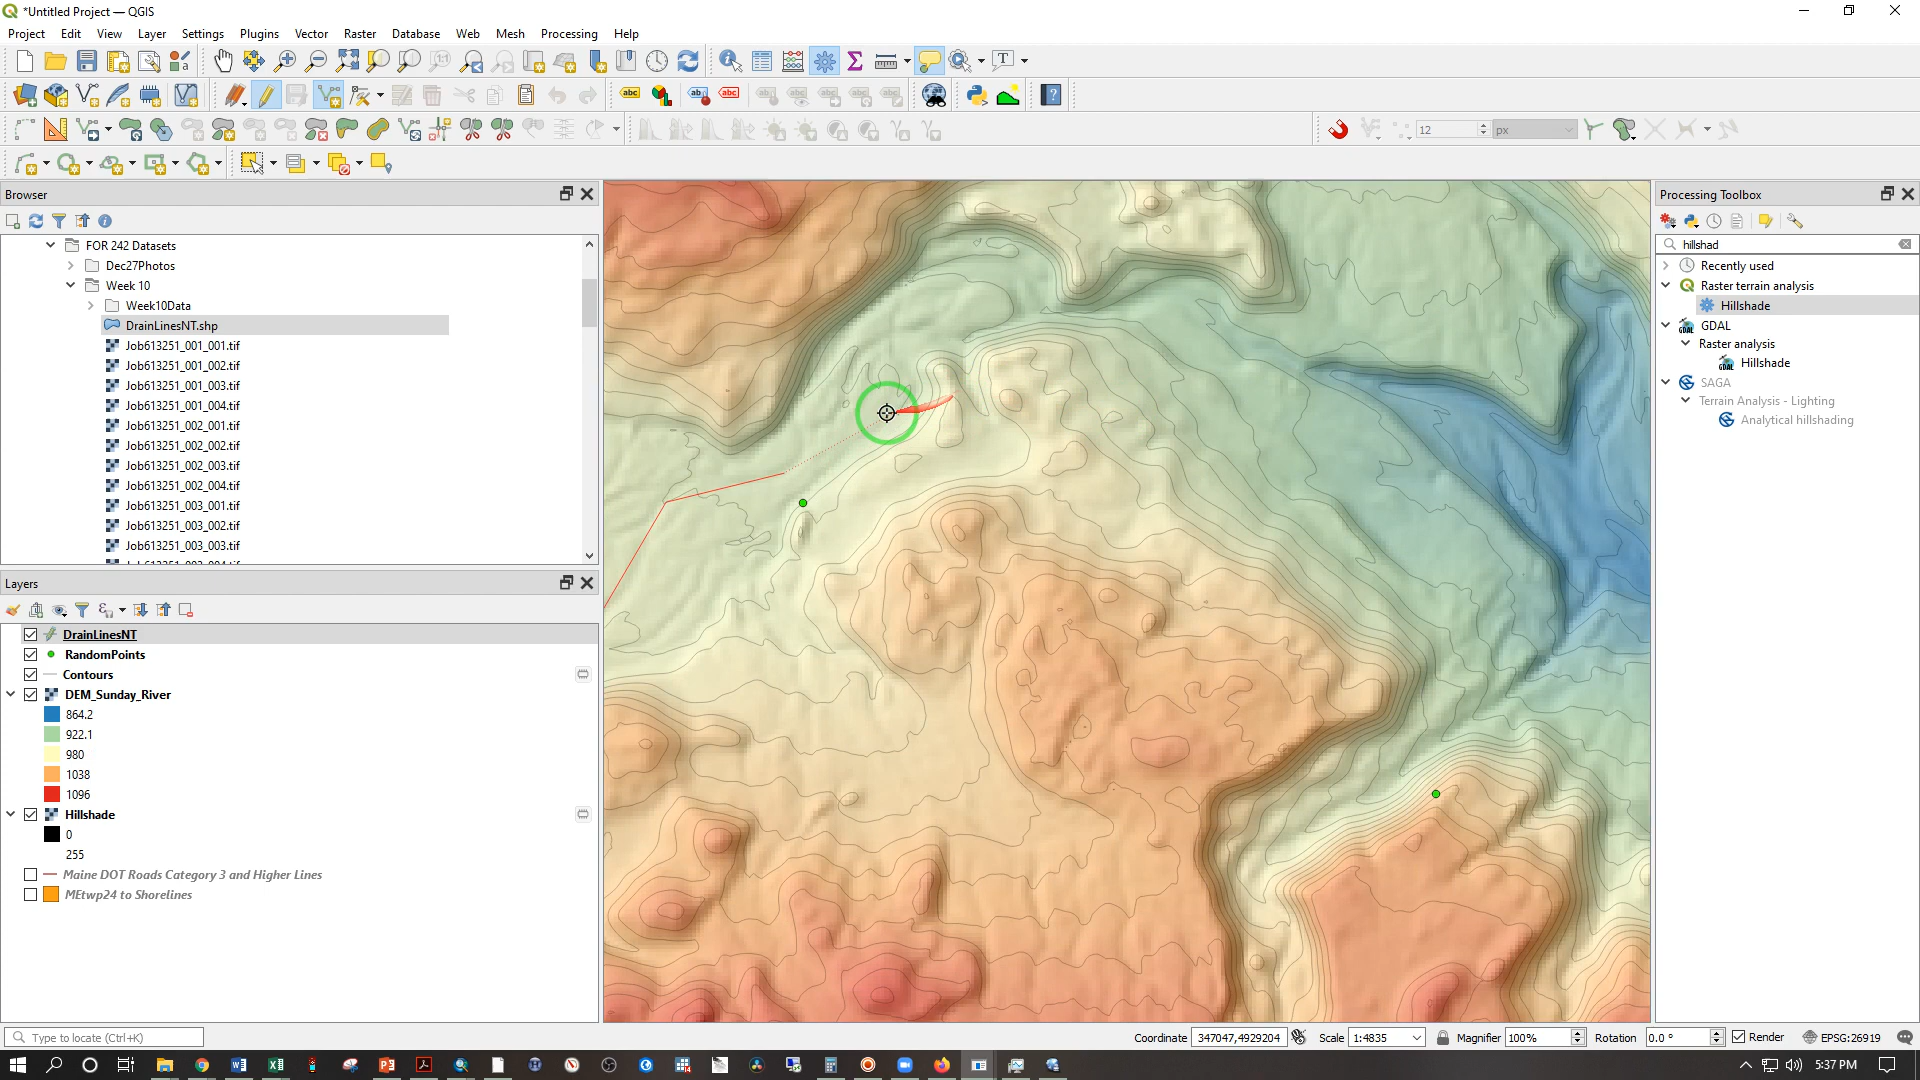 *Untitled Project — QGIS
Project Edit View Layer Settings Plugins Vector Raster Database Web Mesh Processing Help
12 px
Browser
FOR 242 Datasets
Dec27Photos
Week 10
Week10Data
DrainLinesNT.shp
Job613251_001_001.tif
Job613251_001_002.tif
Job613251_001_003.tif
Job613251_001_004.tif
Job613251_002_001.tif
Job613251_002_002.tif
Job613251_002_003.tif
Job613251_002_004.tif
Job613251_003_001.tif
Job613251_003_002.tif
Job613251_003_003.tif
Layers
DrainLinesNT
RandomPoints
Contours
DEM_Sunday_River
864.2
922.1
980
1038
1096
Hillshade
0
255
Maine DOT Roads Category 3 and Higher Lines
MEtwp24 to Shorelines
Processing Toolbox
hillshad
Recently used
Raster terrain analysis
Hillshade
GDAL
Raster analysis
Hillshade
SAGA
Terrain Analysis - Lighting
Analytical hillshading
Type to locate (Ctrl+K)
Coordinate 347047,4929204 Scale 1:4835 Magnifier 100% Rotation 0.0 ° Render EPSG:26919
5:37 PM